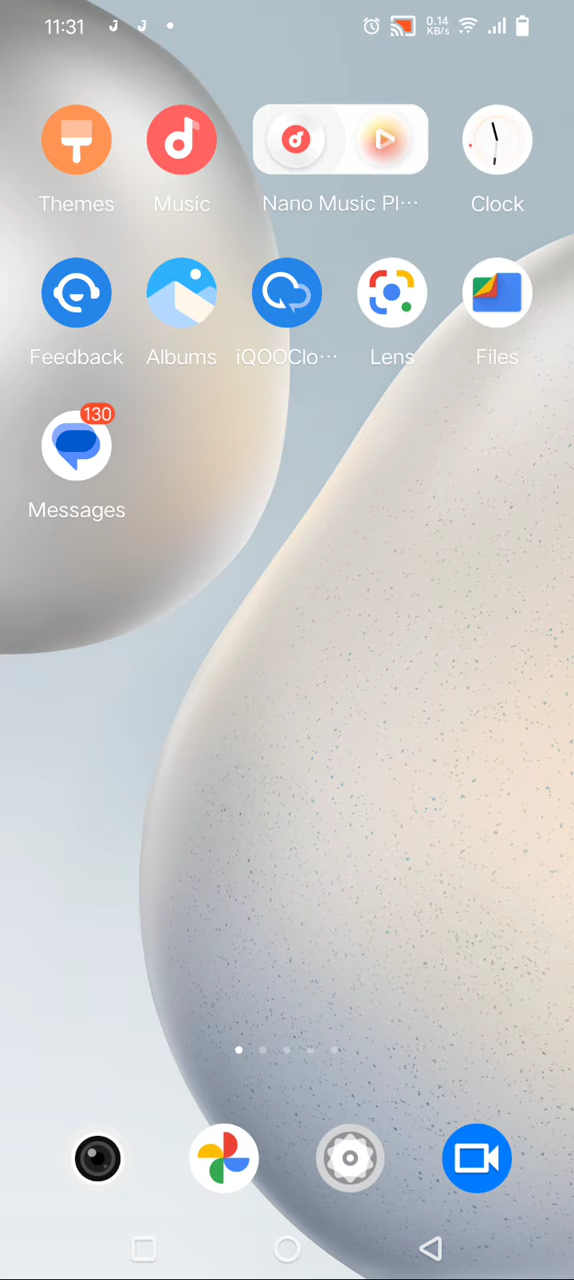 11:31
0.14
KB/s
Themes
Music
Nano Music Pl···
Clock
Feedback
Albums
iQOOClo···
Lens
Files
130
Messages